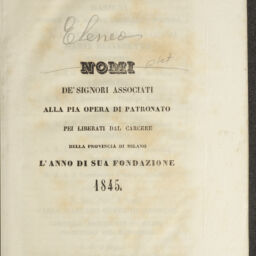 Elenco
NOMI
DE' SIGNORI ASSOCIATI
ALLA PIA OPERA DI PATRONATO
PEI LIBERATI DAL CARCERE
DELLA PROVINCIA DI MILANO
L'ANNO DI SUA FONDAZIONE
1845.